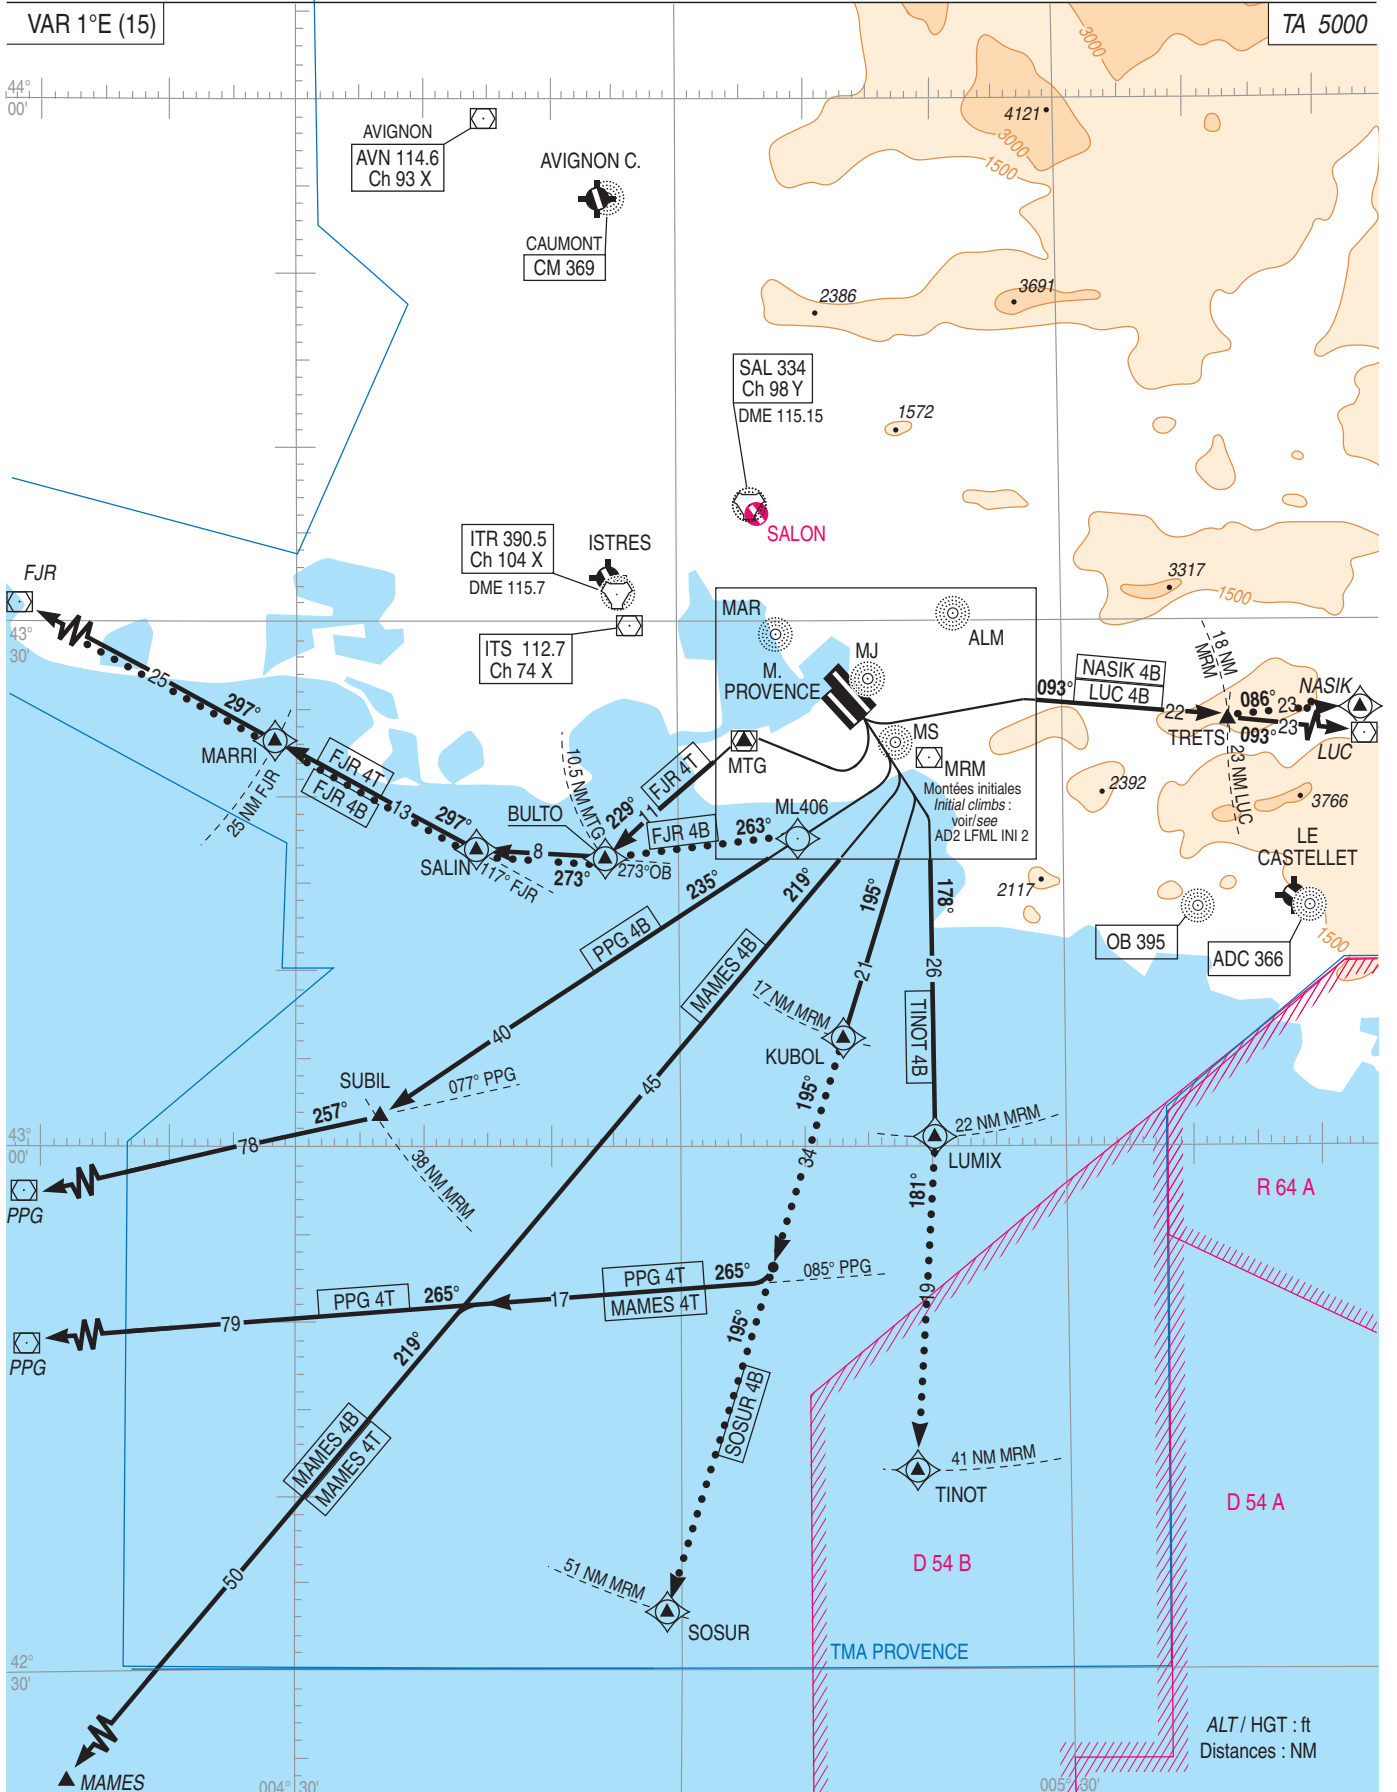 VAR 1°E (15)
TA 5000
44°
00'
3000
4121
3000
1500
AVIGNON
AVN 114.6
Ch 93 X
AVIGNON C.
CAUMONT
CM 369
2386
3691
SAL 334
Ch 98 Y
DME 115.15
1572
SALON
ITR 390.5
Ch 104 X
DME 115.7
ISTRES
ITS 112.7
Ch 74 X
3317
1500
FJR
43°
30'
MAR
ALM
MJ
M.
PROVENCE
MS
MRM
Montées initiales
Initial climbs :
voir/see
AD2 LFML INI 2
MTG
ML406
093°
NASIK 4B
LUC 4B
22
18 NM
MRM
TRETS
086°
23
NASIK
093°
23
LUC
23 NM LUC
2392
3766
LE
CASTELLET
2117
OB 395
ADC 366
1500
25
297°
MARRI
25 NM FJR
FJR 4T
FJR 4B
13
297°
SALIN
117° FJR
8
273°
BULTO
10.5 NM MTG
229°
11
FJR 4T
FJR 4B
263°
273°OB
235°
PPG 4B
40
219°
MAMES 4B
45
195°
21
17 NM MRM
KUBOL
178°
26
TINOT 4B
22 NM MRM
LUMIX
SUBIL
077° PPG
257°
78
38 NM MRM
43°
00'
PPG
195°
34
181°
19
R 64 A
085° PPG
PPG 4T
MAMES 4T
265°
17
PPG 4T
265°
79
PPG
219°
195°
SOSUR 4B
MAMES 4B
MAMES 4T
50
41 NM MRM
TINOT
D 54 A
D 54 B
51 NM MRM
SOSUR
TMA PROVENCE
42°
30'
ALT / HGT : ft
Distances : NM
MAMES
004° 30'
005° 30'